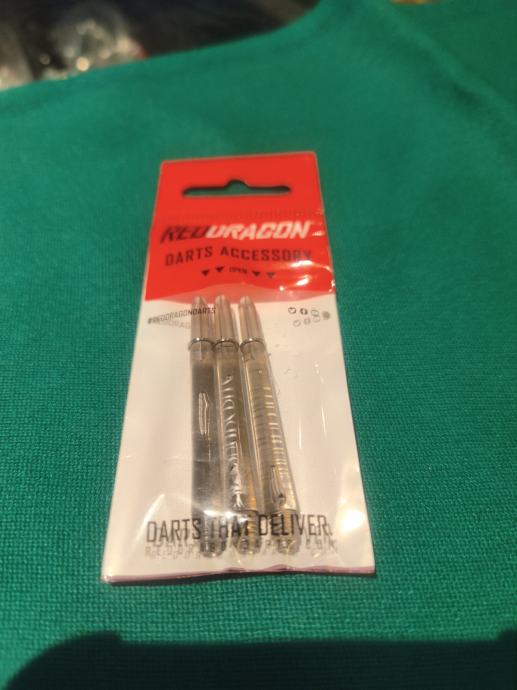 REDDRAGON
DARTS ACCESSORY
OPEN
#REDDRAGONDARTS
DARTS THAT DELIVER.